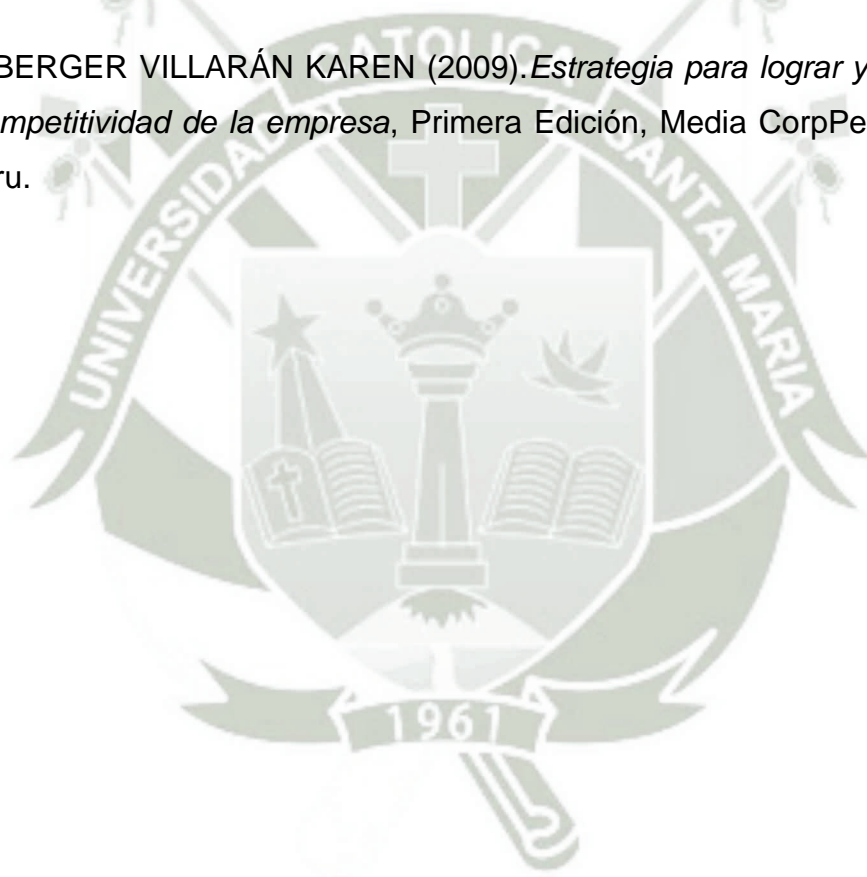 BERGER VILLARÁN KAREN (2009).Estrategia para lograr y
mpetitividad de la empresa, Primera Edición, Media CorpPe
ru.
CATOLICA
UNIVERSIDAD
SANTA MARIA
1961